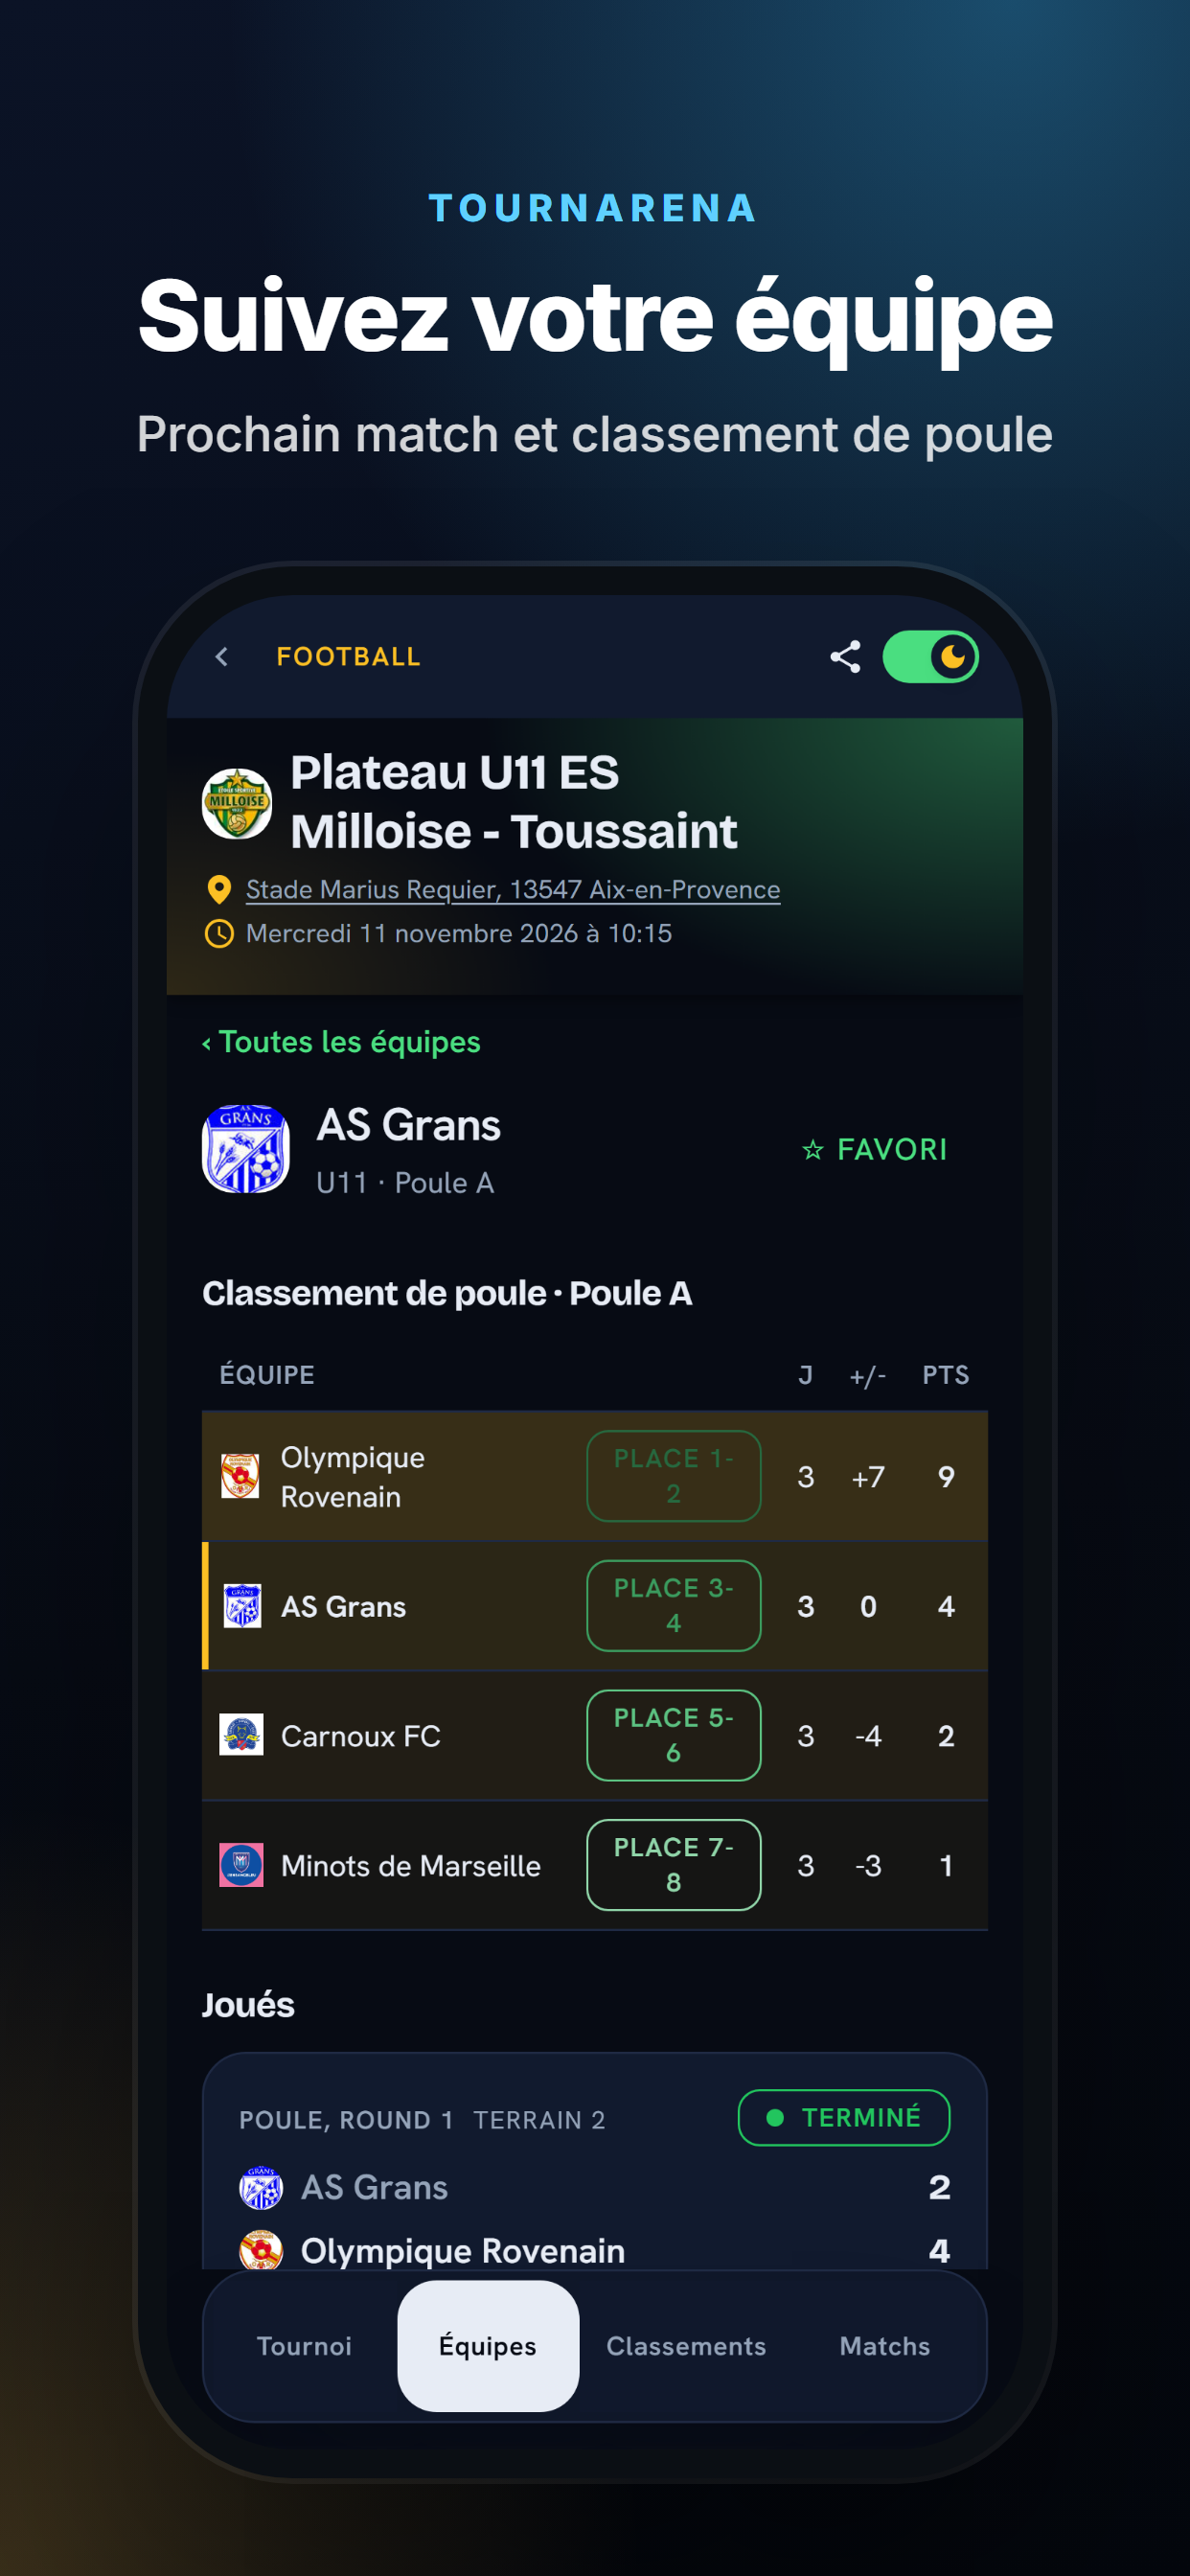 TOURNARENA
Suivez votre équipe
Prochain match et classement de poule
FOOTBALL
MILLOISE
Plateau U11 ES
Milloise - Toussaint
Stade Marius Requier, 13547 Aix-en-Provence
Mercredi 11 novembre 2026 à 10:15
‹ Toutes les équipes
GRANS
AS Grans
U11 · Poule A
☆ FAVORI
Classement de poule · Poule A
ÉQUIPE J +/- PTS
Olympique
Rovenain
PLACE 1-
2
3 +7 9
AS Grans
PLACE 3-
4
3 0 4
Carnoux FC
PLACE 5-
6
3 -4 2
Minots de Marseille
PLACE 7-
8
3 -3 1
Joués
POULE, ROUND 1 TERRAIN 2
TERMINÉ
AS Grans 2
Olympique Rovenain 4
Tournoi Équipes Classements Matchs